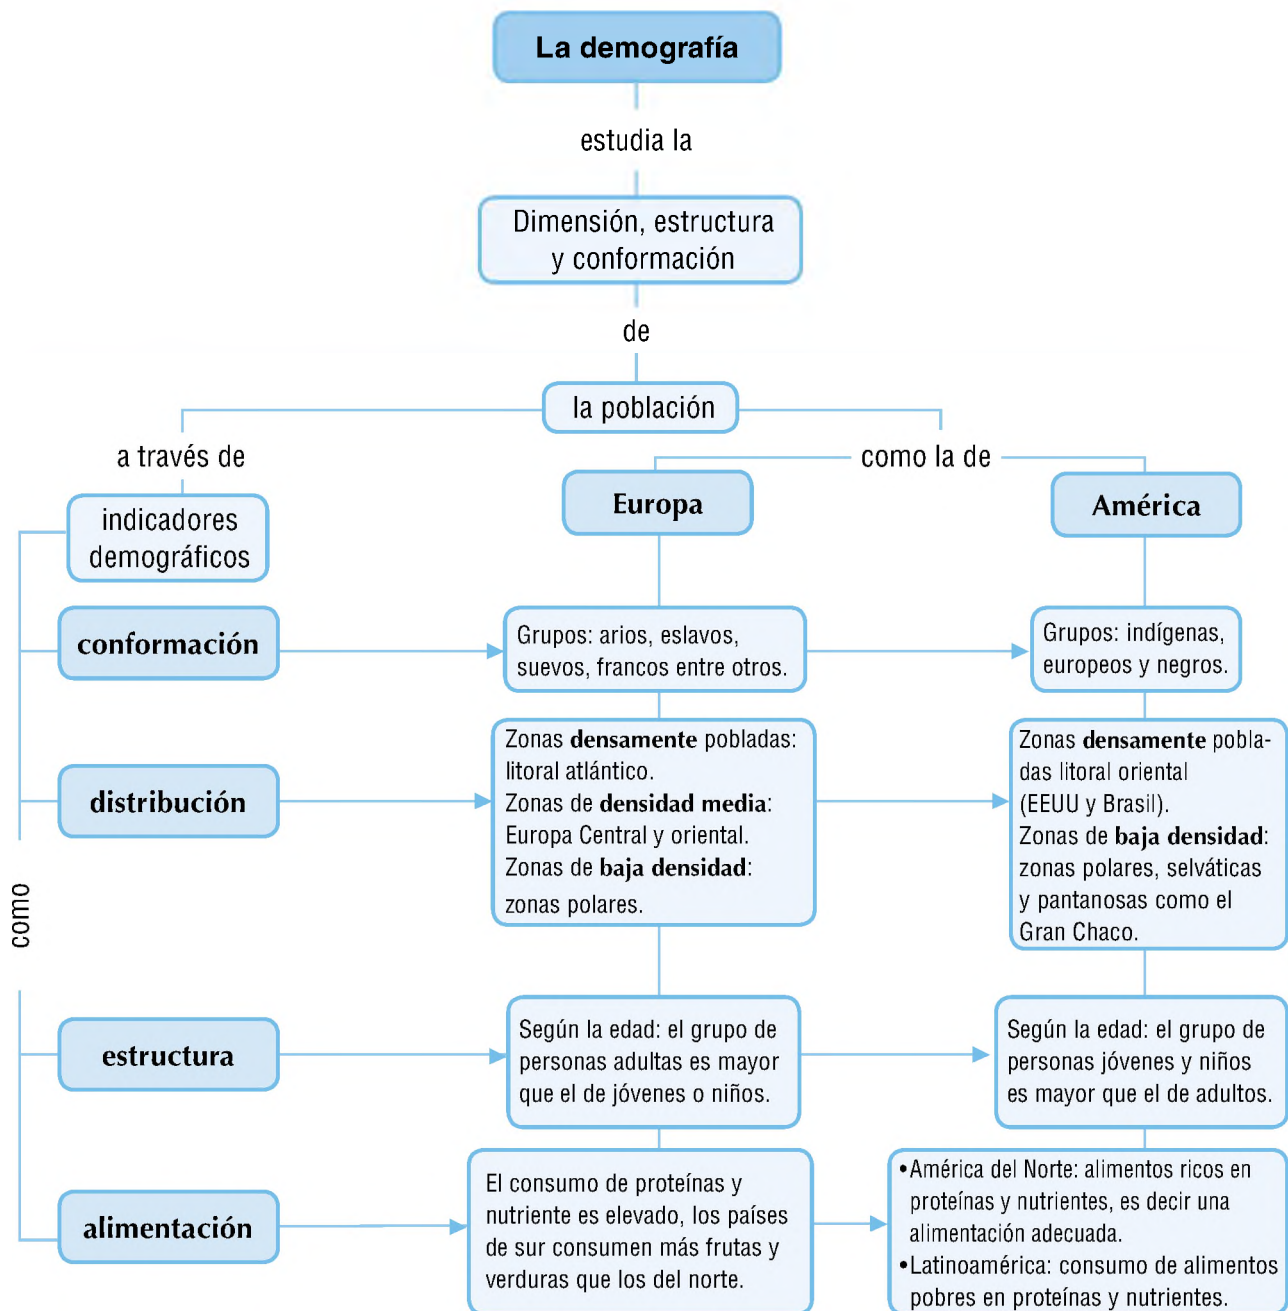 La demografía
estudia la
Dimensión, estructura
y conformación
de
la población
a través de
como la de
indicadores
demográficos
Europa
América
como
conformación
Grupos: arios, eslavos,
suevos, francos entre otros.
Grupos: indígenas,
europeos y negros.
distribución
Zonas densamente pobladas:
litoral atlántico.
Zonas de densidad media:
Europa Central y oriental.
Zonas de baja densidad:
zonas polares.
Zonas densamente pobla-
das litoral oriental
(EEUU y Brasil).
Zonas de baja densidad:
zonas polares, selváticas
y pantanosas como el
Gran Chaco.
estructura
Según la edad: el grupo de
personas adultas es mayor
que el de jóvenes o niños.
Según la edad: el grupo de
personas jóvenes y niños
es mayor que el de adultos.
alimentación
El consumo de proteínas y
nutriente es elevado, los países
de sur consumen más frutas y
verduras que los del norte.
•América del Norte: alimentos ricos en
proteínas y nutrientes, es decir una
alimentación adecuada.
•Latinoamérica: consumo de alimentos
pobres en proteínas y nutrientes.